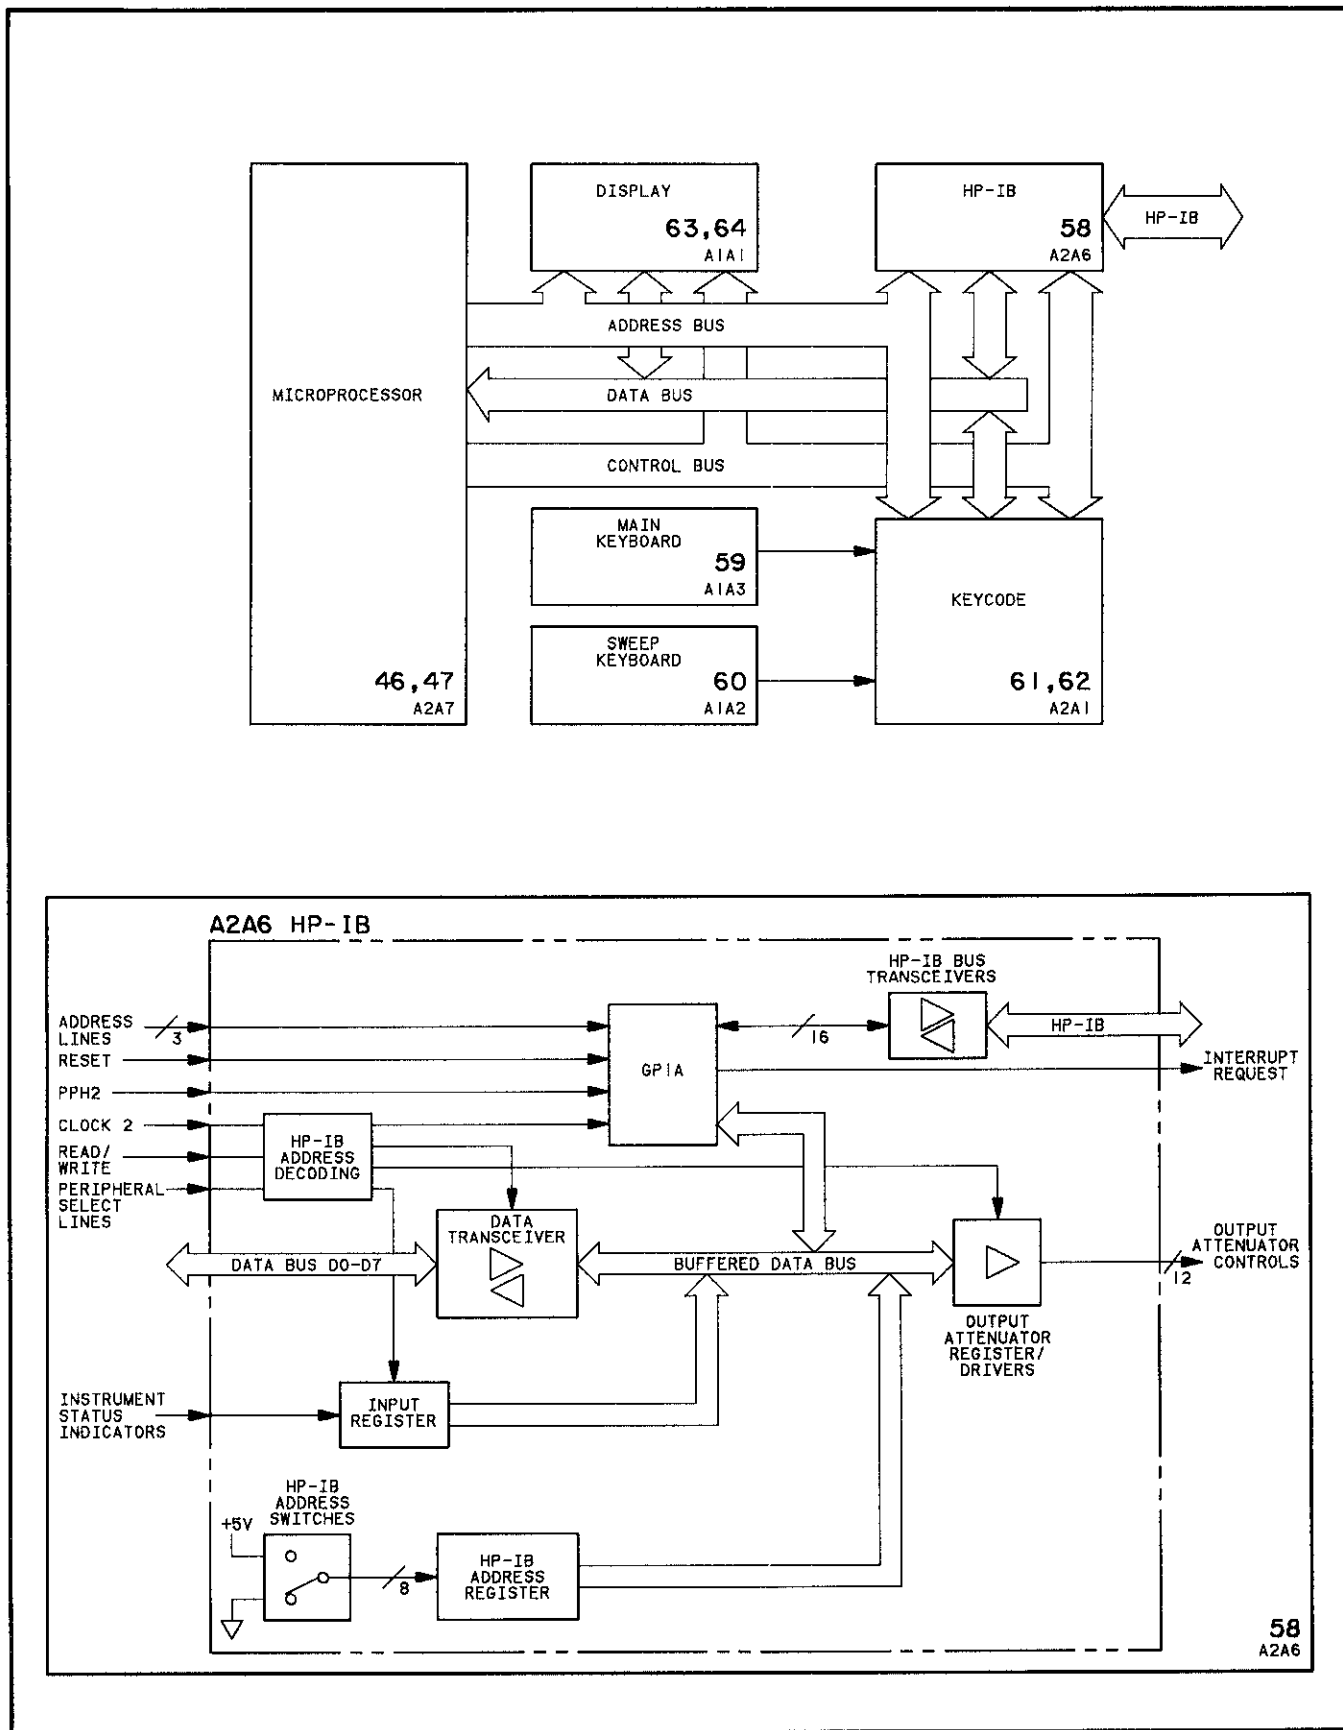 DISPLAY
63,64
A1A1
HP-IB
58
A2A6
HP-IB
ADDRESS BUS
MICROPROCESSOR
DATA BUS
CONTROL BUS
46,47
A2A7
MAIN
KEYBOARD
59
A1A3
SWEEP
KEYBOARD
60
A1A2
KEYCODE
61,62
A2A1
A2A6 HP-IB
HP-IB BUS
TRANSCEIVERS
ADDRESS
LINES
3
RESET
PPH2
CLOCK 2
READ/
WRITE
PERIPHERAL
SELECT
LINES
GPIA
16
HP-IB
INTERRUPT
REQUEST
HP-IB
ADDRESS
DECODING
DATA
TRANSCEIVER
DATA BUS D0-D7
BUFFERED DATA BUS
OUTPUT
ATTENUATOR
CONTROLS
12
OUTPUT
ATTENUATOR
REGISTER/
DRIVERS
INSTRUMENT
STATUS
INDICATORS
INPUT
REGISTER
HP-IB
ADDRESS
SWITCHES
+5V
8
HP-IB
ADDRESS
REGISTER
58
A2A6